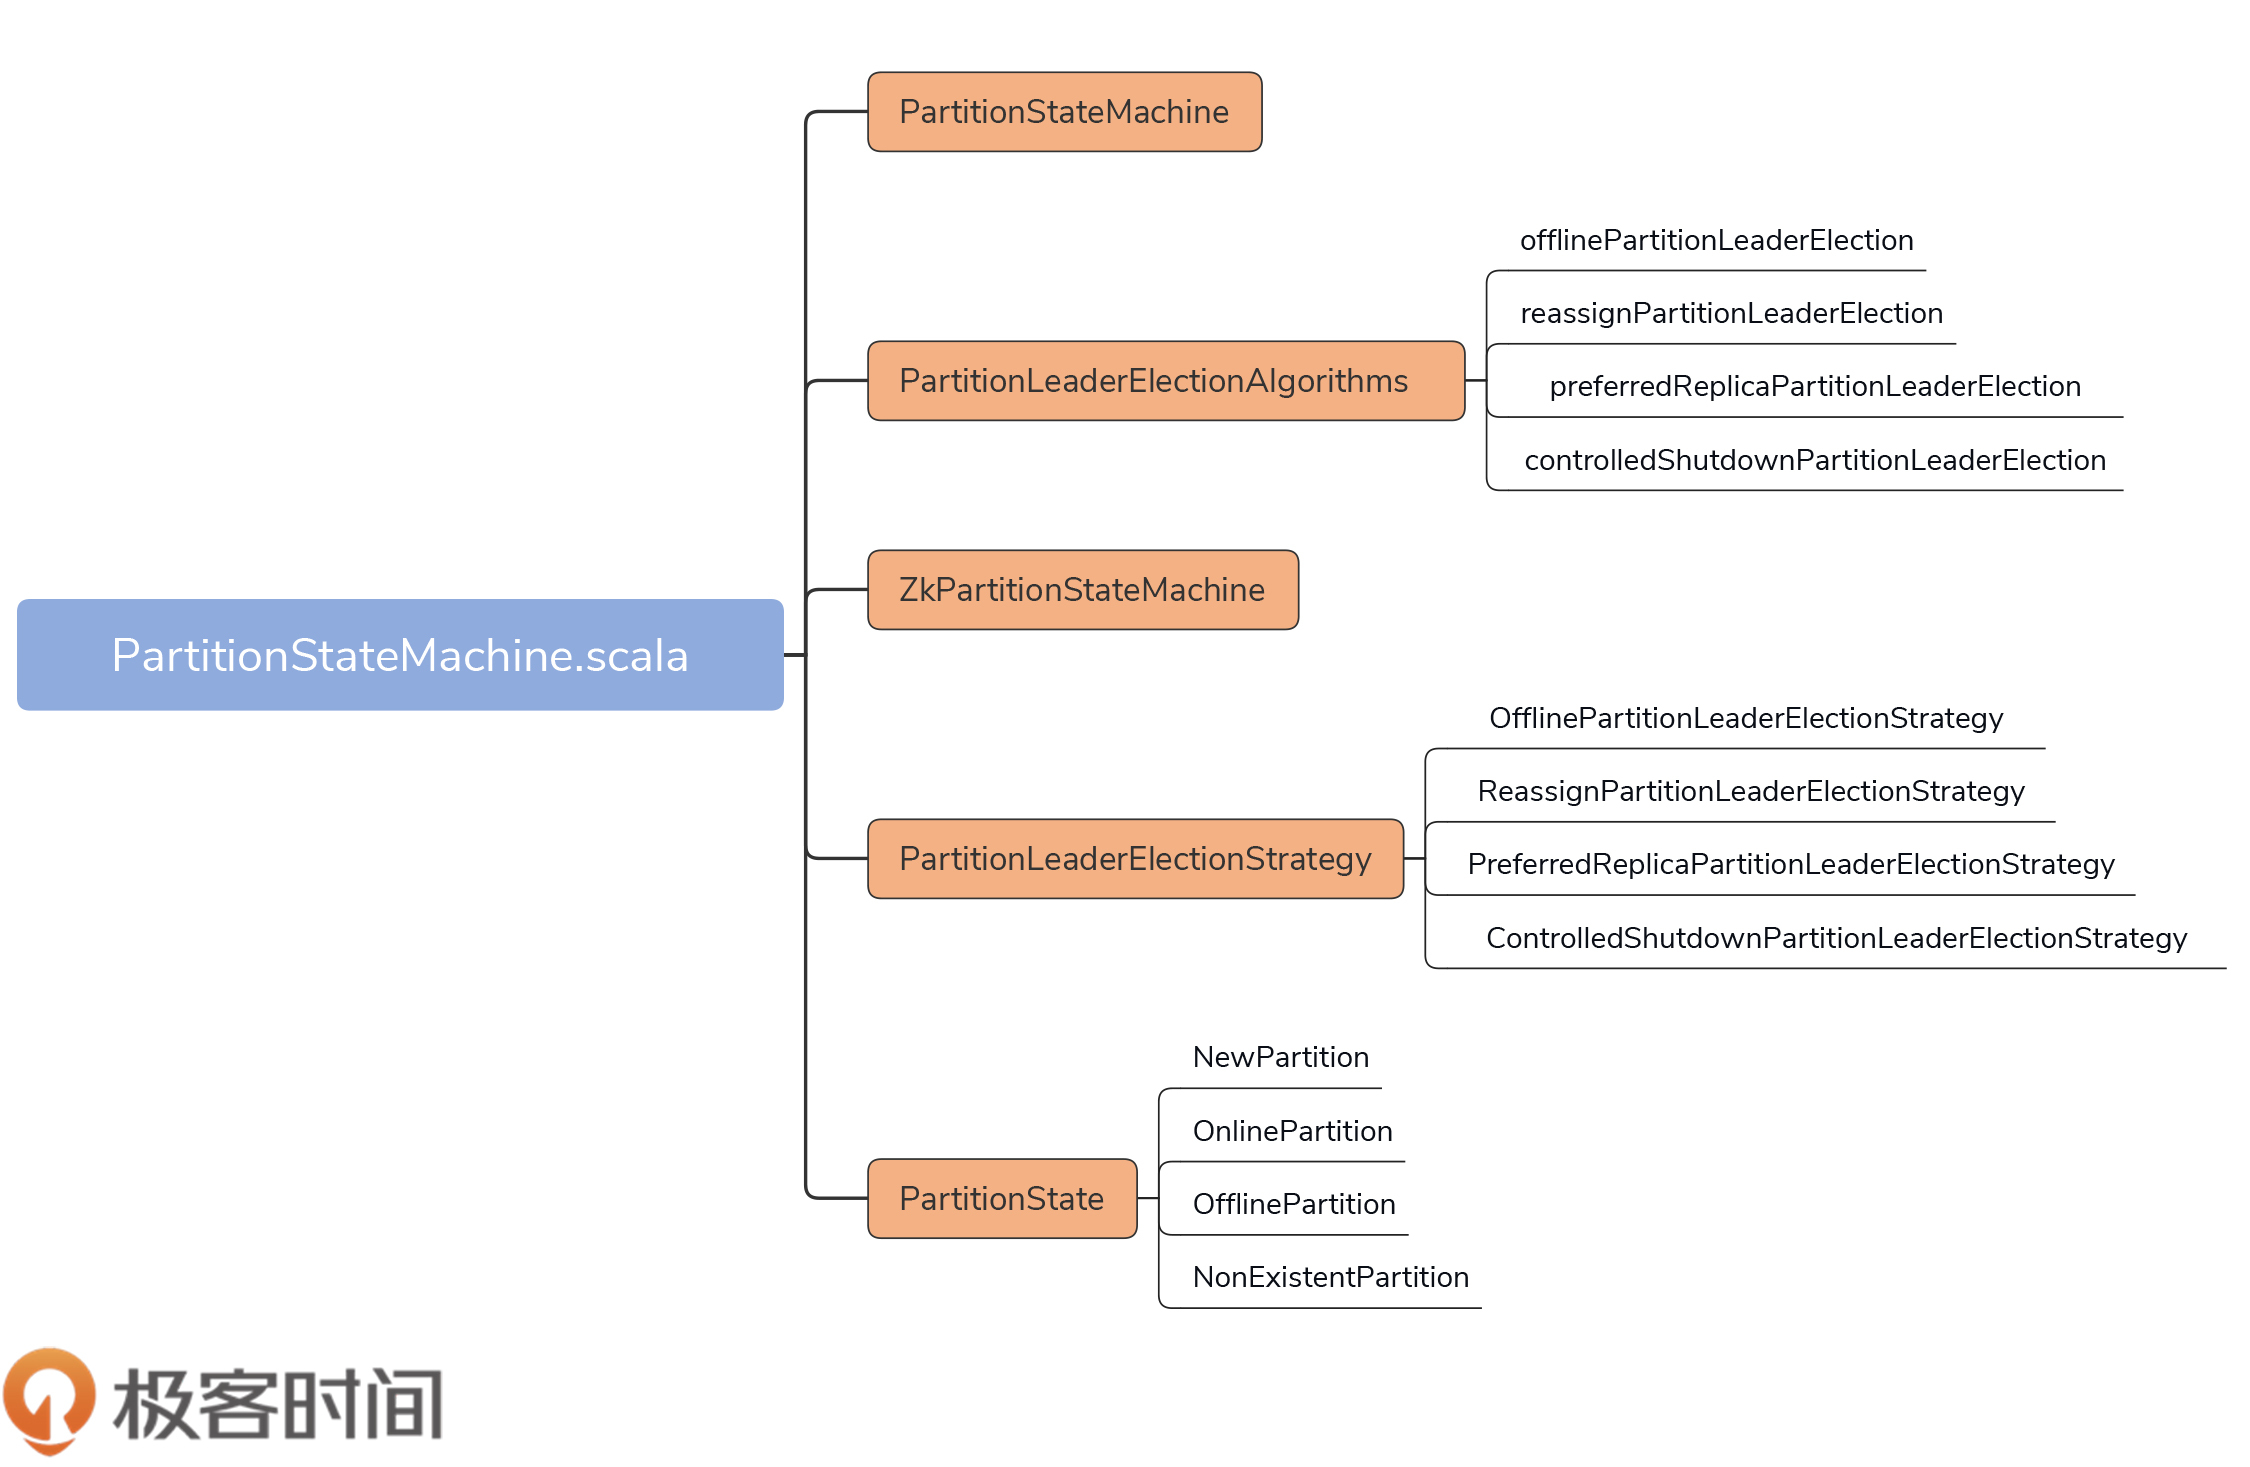 PartitionStateMachine.scala
PartitionStateMachine
PartitionLeaderElectionAlgorithms
offlinePartitionLeaderElection
reassignPartitionLeaderElection
preferredReplicaPartitionLeaderElection
controlledShutdownPartitionLeaderElection
ZkPartitionStateMachine
PartitionLeaderElectionStrategy
OfflinePartitionLeaderElectionStrategy
ReassignPartitionLeaderElectionStrategy
PreferredReplicaPartitionLeaderElectionStrategy
ControlledShutdownPartitionLeaderElectionStrategy
PartitionState
NewPartition
OnlinePartition
OfflinePartition
NonExistentPartition
极客时间